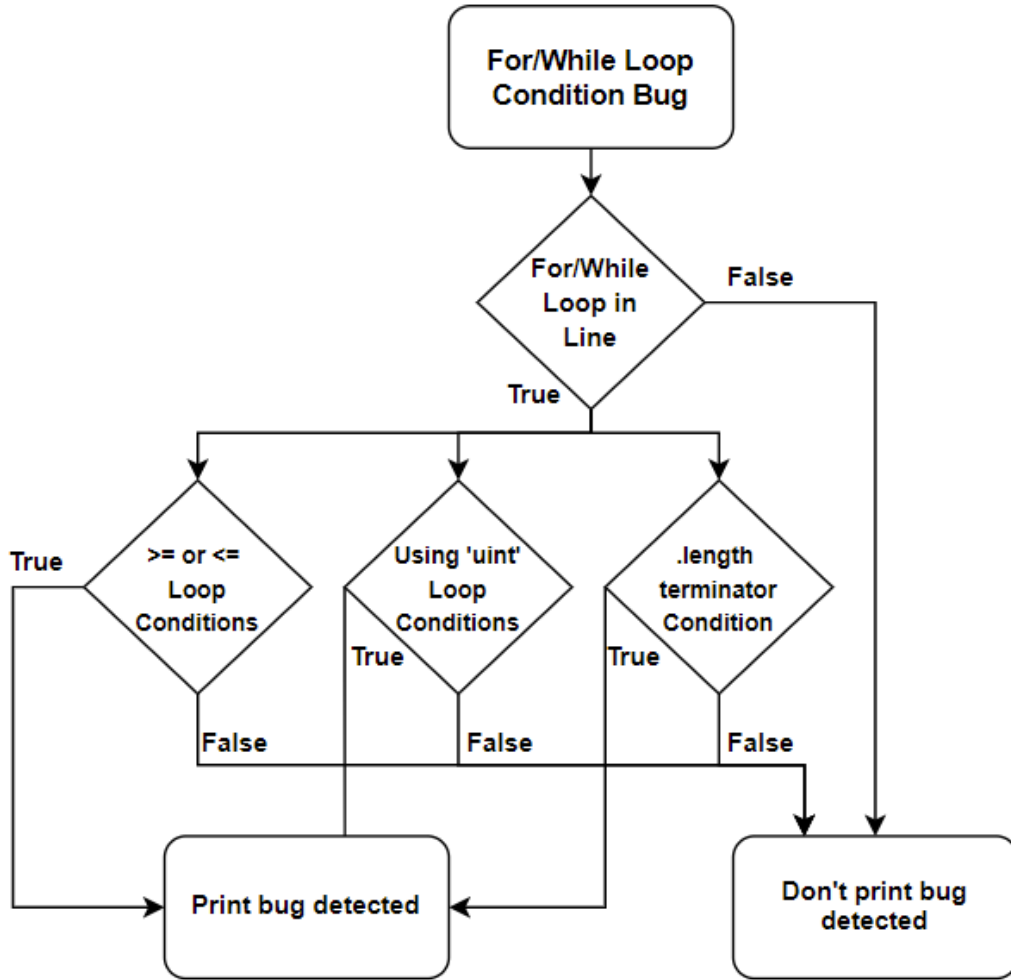 For/While Loop
Condition Bug
For/While
Loop in
Line
False
True
True
>= or <=
Loop
Conditions
Using 'uint'
Loop
Conditions
True
.length
terminator
Condition
True
False
False
False
Print bug detected
Don't print bug
detected